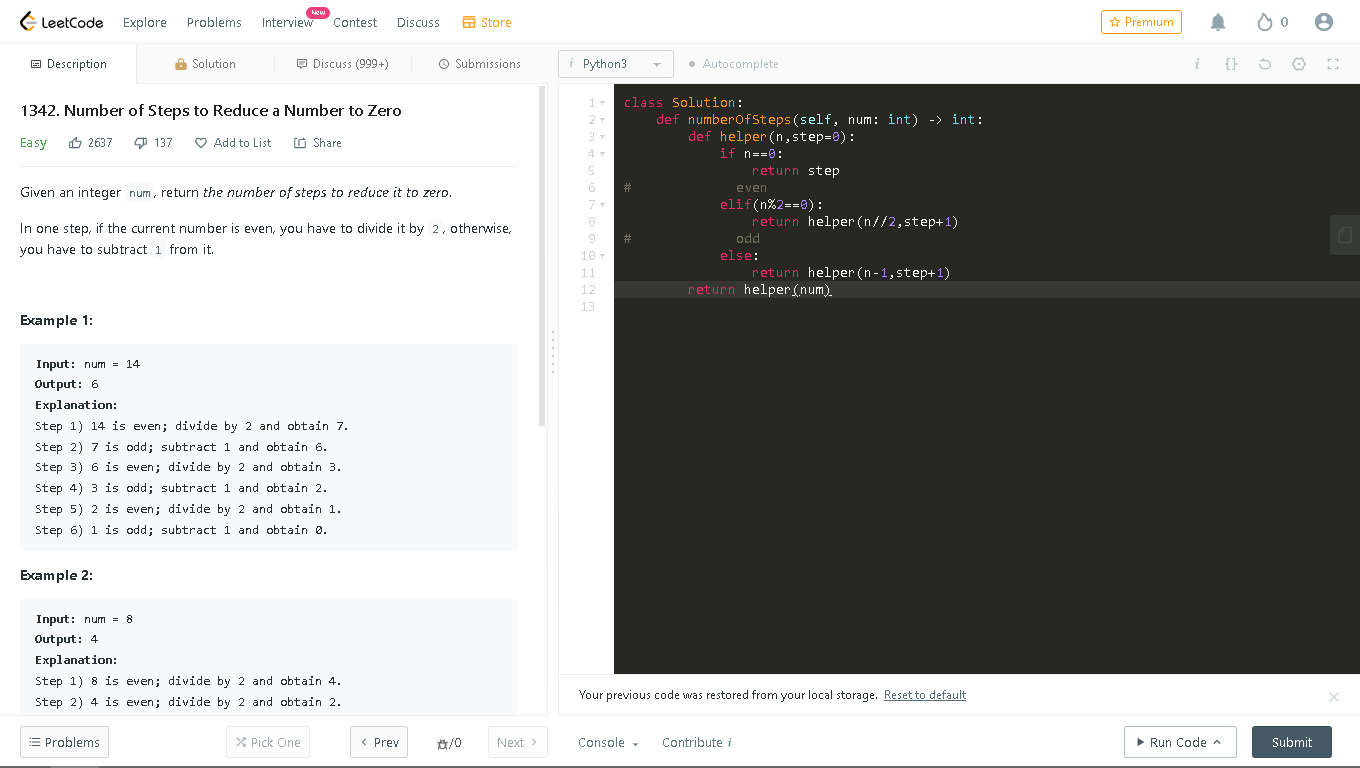 LeetCode Explore Problems Interview New Contest Discuss Store Premium 0
Description Solution Discuss (999+) Submissions
1342. Number of Steps to Reduce a Number to Zero
Easy 2637 137 Add to List Share
Given an integer num, return the number of steps to reduce it to zero.
In one step, if the current number is even, you have to divide it by 2, otherwise,
you have to subtract 1 from it.
Example 1:
Input: num = 14
Output: 6
Explanation:
Step 1) 14 is even; divide by 2 and obtain 7.
Step 2) 7 is odd; subtract 1 and obtain 6.
Step 3) 6 is even; divide by 2 and obtain 3.
Step 4) 3 is odd; subtract 1 and obtain 2.
Step 5) 2 is even; divide by 2 and obtain 1.
Step 6) 1 is odd; subtract 1 and obtain 0.
Example 2:
Input: num = 8
Output: 4
Explanation:
Step 1) 8 is even; divide by 2 and obtain 4.
Step 2) 4 is even; divide by 2 and obtain 2.
i Python3 Autocomplete i {}
1 class Solution:
2     def numberOfSteps(self, num: int) -> int:
3         def helper(n,step=0):
4             if n==0:
5                 return step
6 #             even
7             elif(n%2==0):
8                 return helper(n//2,step+1)
9 #             odd
10             else:
11                 return helper(n-1,step+1)
12         return helper(num)
13
Your previous code was restored from your local storage. Reset to default
Problems Pick One Prev /0 Next Console Contribute i Run Code Submit